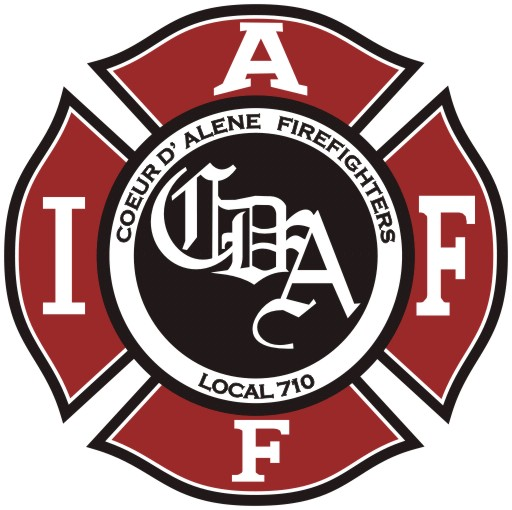 A
COEUR D' ALENE FIREFIGHTERS
I
CDA
F
LOCAL 710
F